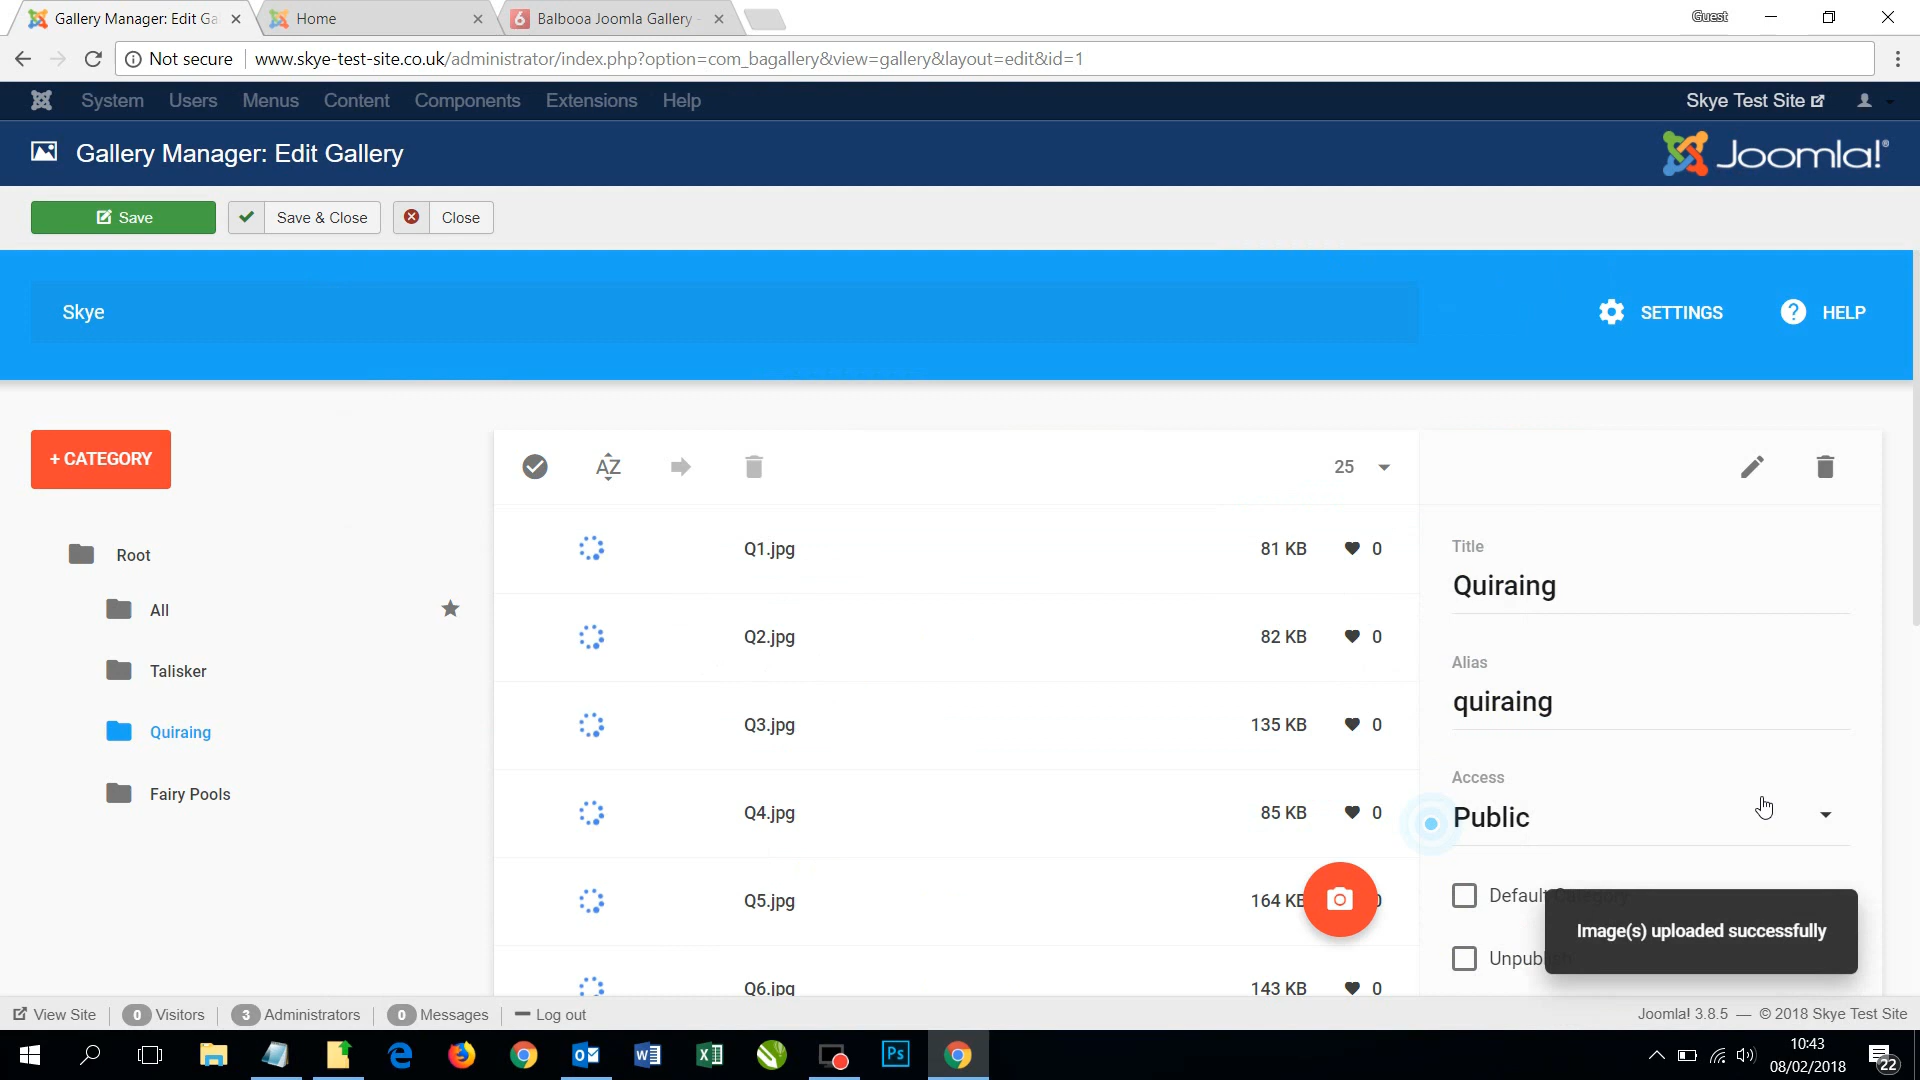 Gallery Manager: Edit Ga
Home
Balbooa Joomla Gallery
Guest
Not secure
www.skye-test-site.co.uk/administrator/index.php?option=com_bagallery&view=gallery&layout=edit&id=1
System Users Menus Content Components Extensions Help
Skye Test Site
Gallery Manager: Edit Gallery
Joomla!®
Save
Save & Close
Close
Skye
SETTINGS
? HELP
+ CATEGORY
AZ
25
Root
All
Talisker
Quiraing
Fairy Pools
Q1.jpg 81 KB 0
Q2.jpg 82 KB 0
Q3.jpg 135 KB 0
Q4.jpg 85 KB 0
Q5.jpg 164 KB
Q6.jpg 143 KB 0
Title
Quiraing
Alias
quiraing
Access
Public
Default Category
Unpublish
Image(s) uploaded successfully
View Site
0 Visitors
3 Administrators
0 Messages
Log out
Joomla! 3.8.5 — © 2018 Skye Test Site
Ps
10:43
08/02/2018
22